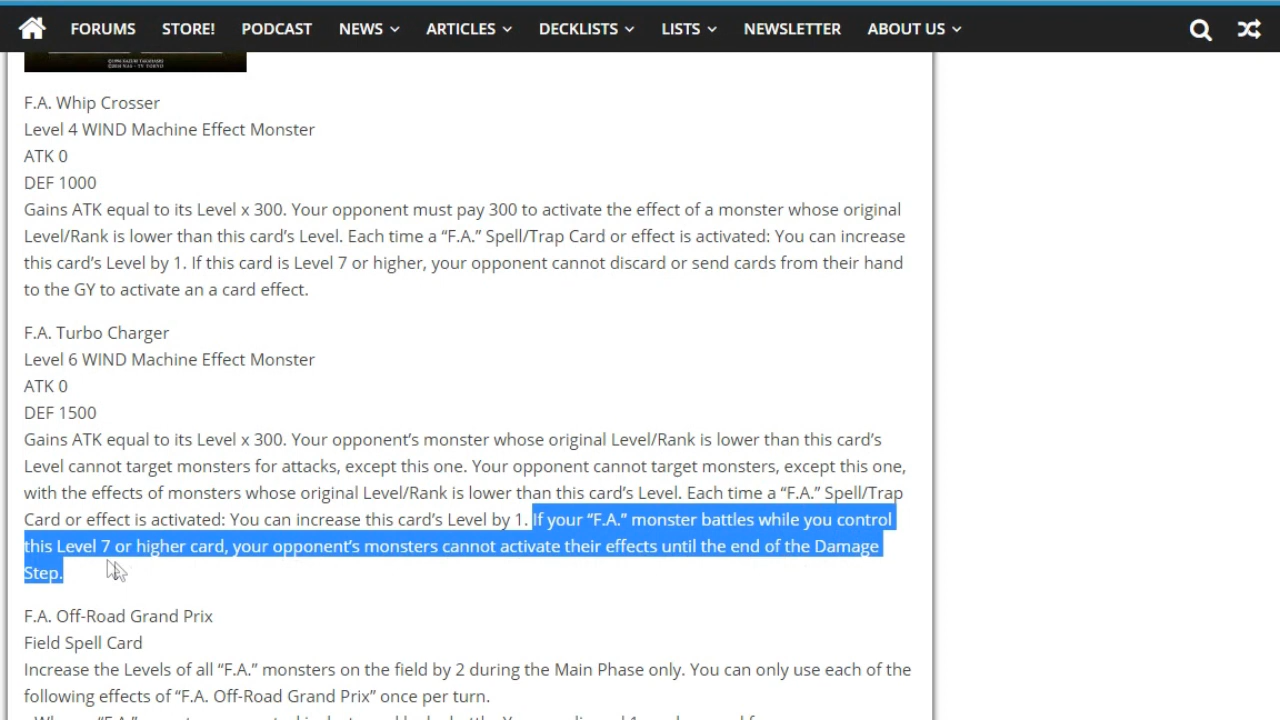 FORUMS STORE! PODCAST NEWS ARTICLES DECKLISTS LISTS NEWSLETTER ABOUT US
F.A. Whip Crosser
Level 4 WIND Machine Effect Monster
ATK 0
DEF 1000
Gains ATK equal to its Level x 300. Your opponent must pay 300 to activate the effect of a monster whose original
Level/Rank is lower than this card’s Level. Each time a “F.A.” Spell/Trap Card or effect is activated: You can increase
this card’s Level by 1. If this card is Level 7 or higher, your opponent cannot discard or send cards from their hand
to the GY to activate an a card effect.
F.A. Turbo Charger
Level 6 WIND Machine Effect Monster
ATK 0
DEF 1500
Gains ATK equal to its Level x 300. Your opponent’s monster whose original Level/Rank is lower than this card’s
Level cannot target monsters for attacks, except this one. Your opponent cannot target monsters, except this one,
with the effects of monsters whose original Level/Rank is lower than this card’s Level. Each time a “F.A.” Spell/Trap
Card or effect is activated: You can increase this card’s Level by 1. If your “F.A.” monster battles while you control
this Level 7 or higher card, your opponent’s monsters cannot activate their effects until the end of the Damage
Step.
F.A. Off-Road Grand Prix
Field Spell Card
Increase the Levels of all “F.A.” monsters on the field by 2 during the Main Phase only. You can only use each of the
following effects of “F.A. Off-Road Grand Prix” once per turn.